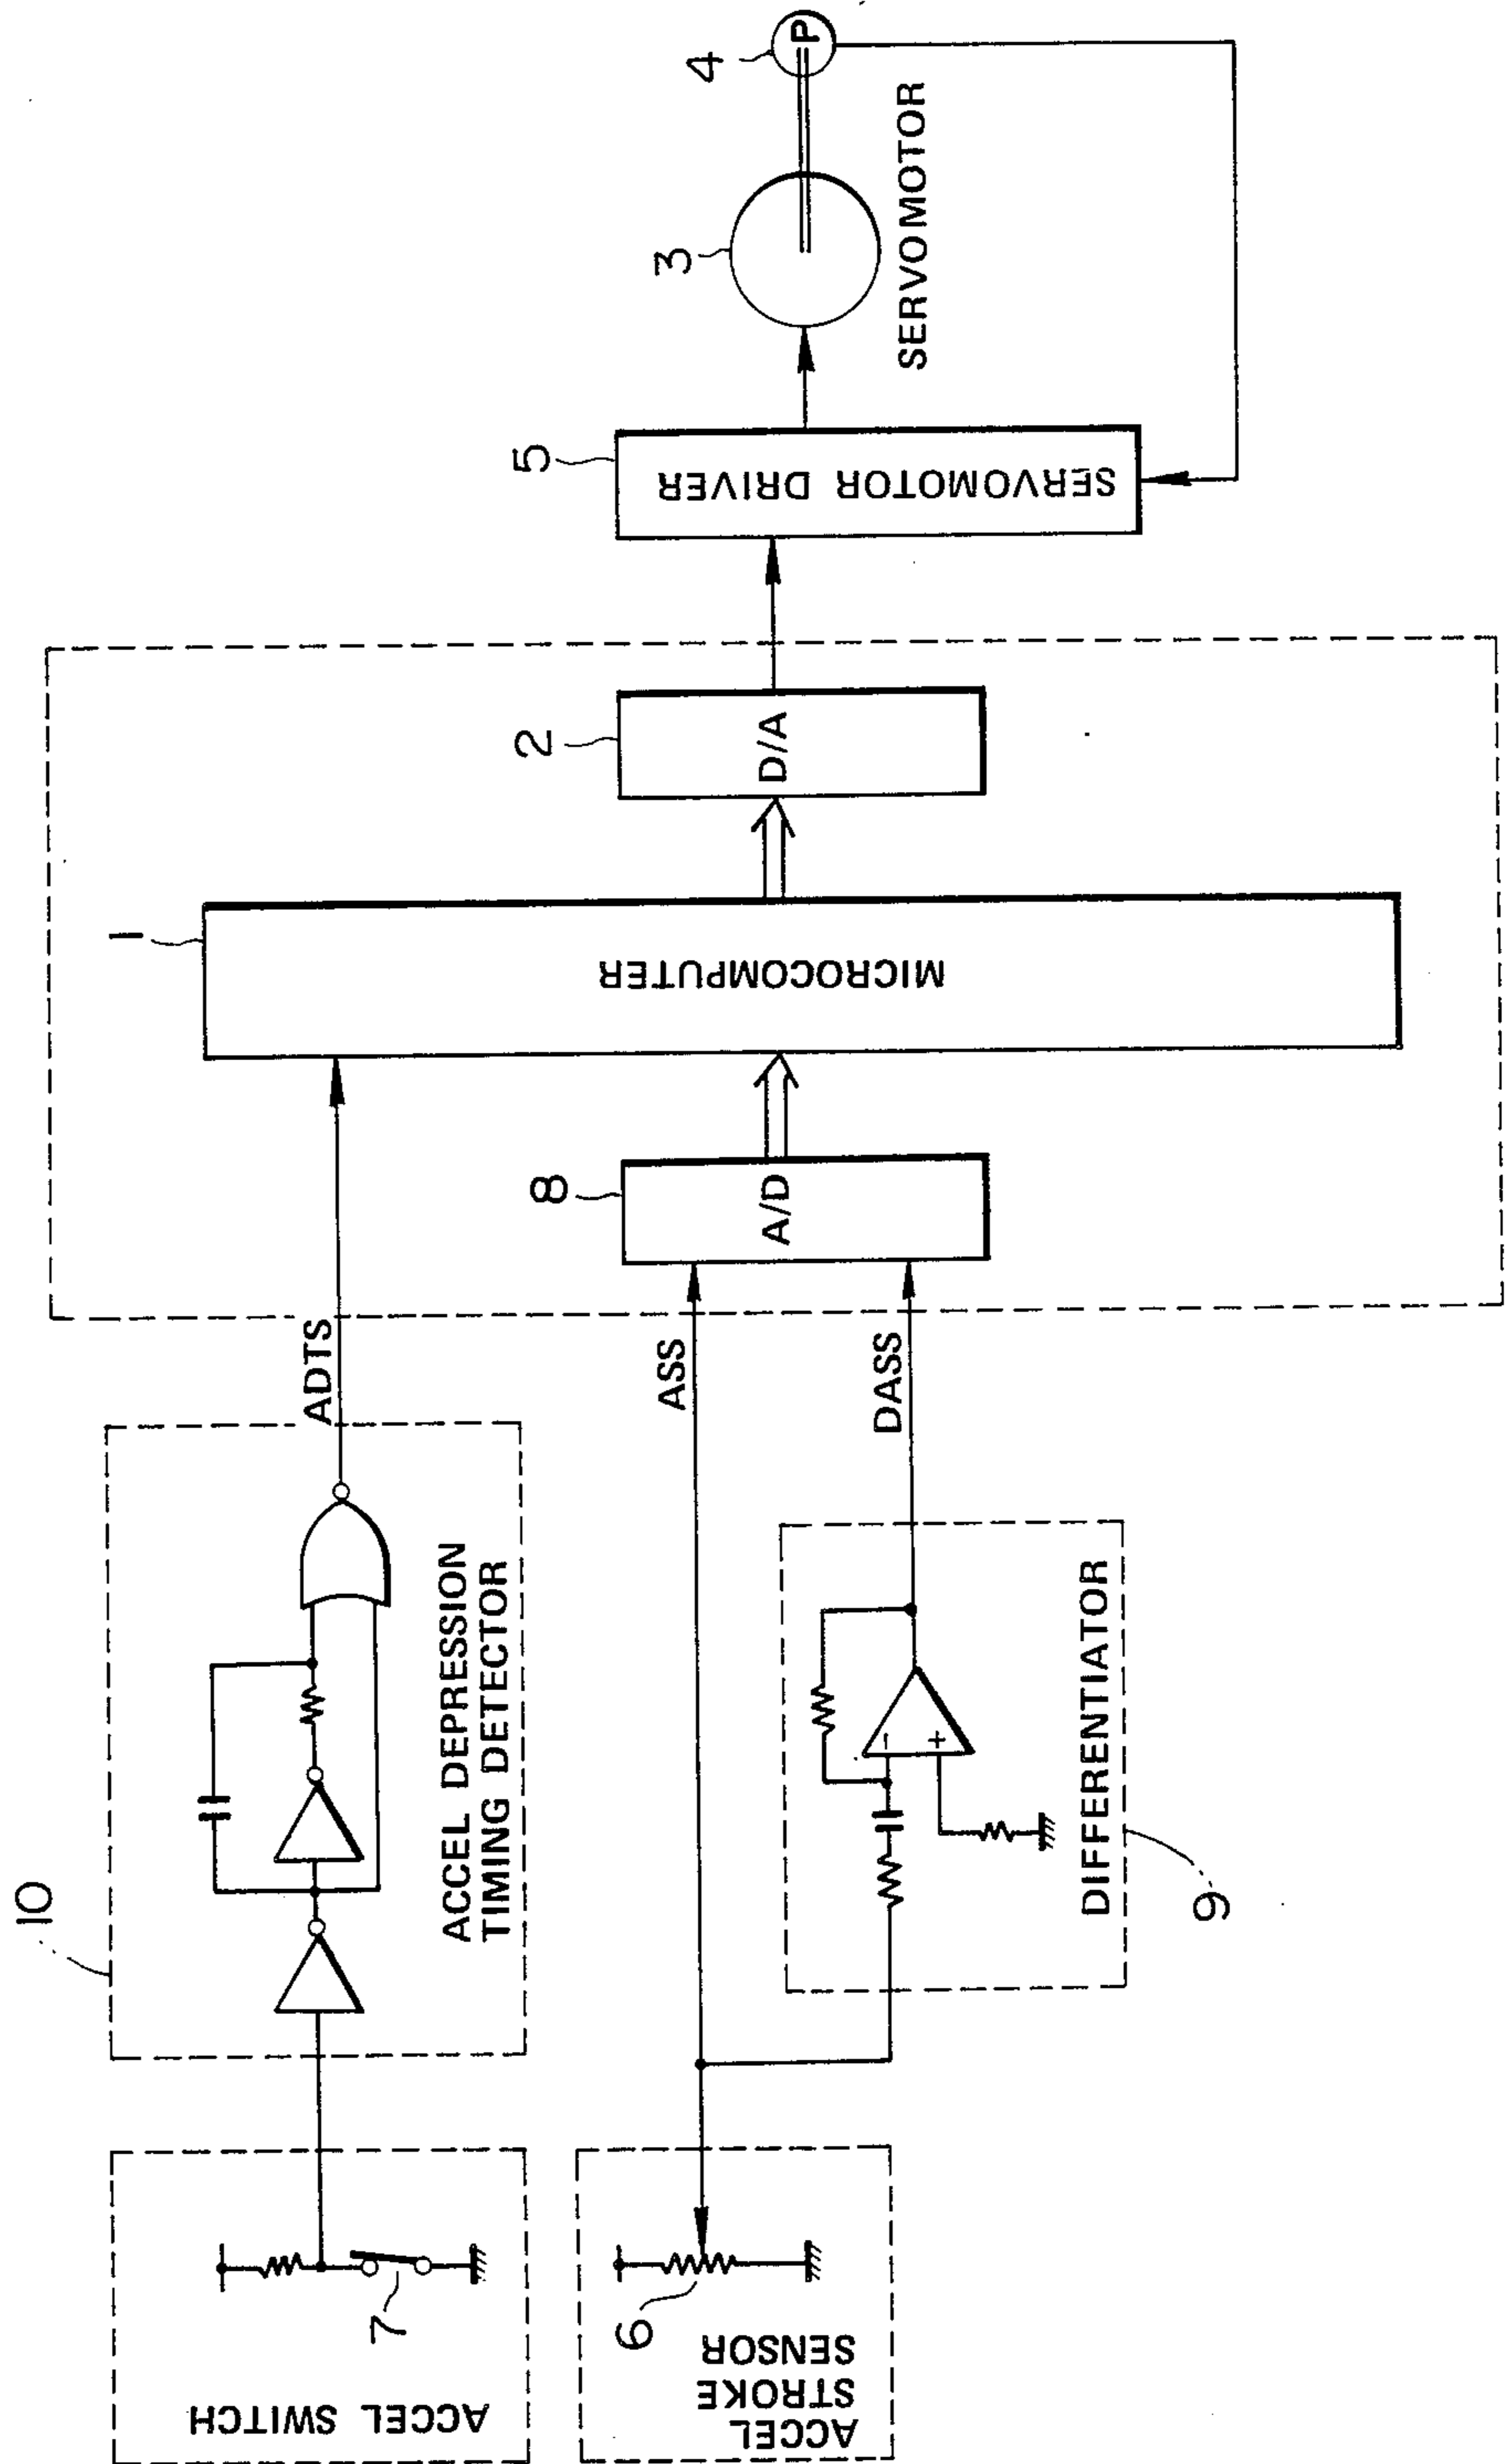 ACCEL SWITCH
7
10
ACCEL DEPRESSION
TIMING DETECTOR
ADTS
ACCEL
STROKE
SENSOR
6
ASS
-
+
DIFFERENTIATOR
9
DASS
8
A/D
1
MICROCOMPUTER
2
D/A
5
SERVOMOTOR DRIVER
3
SERVOMOTOR
4
P